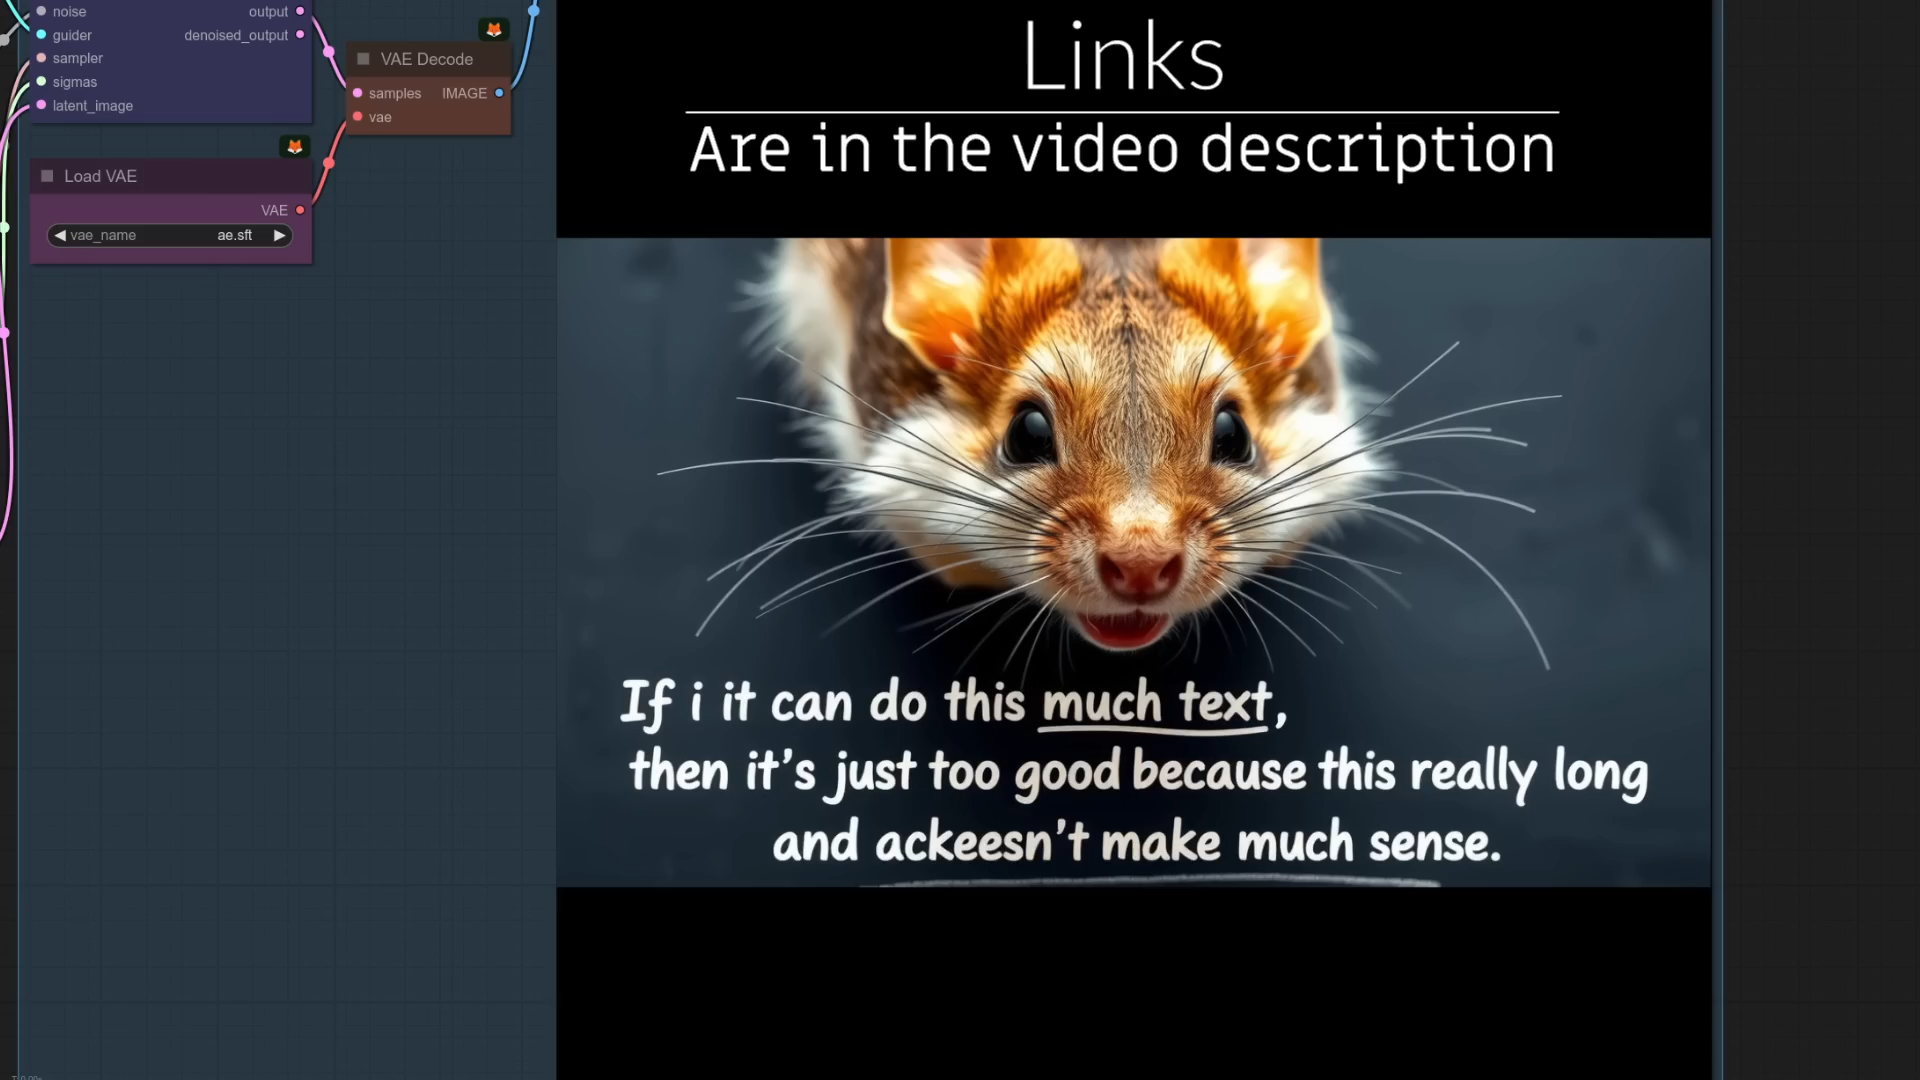 noise output
guider denoised_output
sampler
sigmas
latent_image
VAE Decode
samples IMAGE
vae
Load VAE
VAE
vae_name ae.sft
Links
Are in the video description
If i it can do this much text,
then it's just too good because this really long
and ackeesn't make much sense.